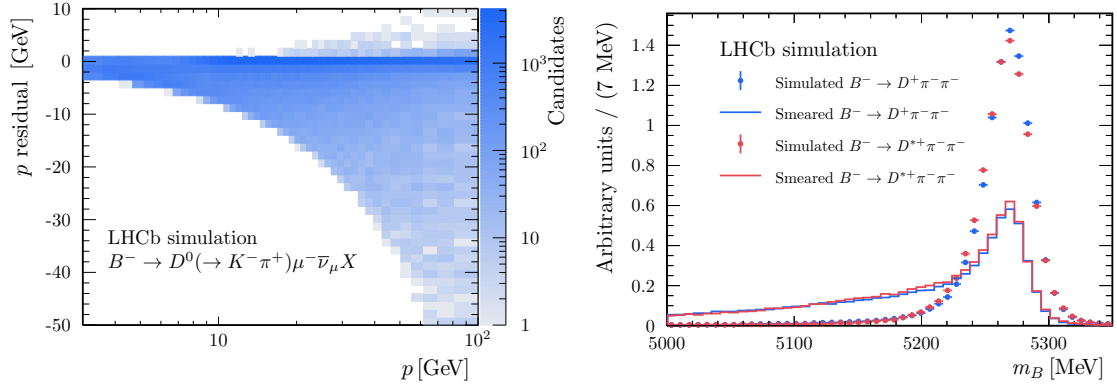 10
0
-10
-20
-30
-40
-50
p residual [GeV]
LHCb simulation
B⁻ → D⁰(→ K⁻π⁺)μ⁻ν̅_μX
10
10²
p [GeV]
10³
10²
10
1
Candidates
1.4
1.2
1
0.8
0.6
0.4
0.2
0
Arbitrary units / (7 MeV)
LHCb simulation
Simulated B⁻ → D⁺π⁻π⁻
Smeared B⁻ → D⁺π⁻π⁻
Simulated B⁻ → D*⁺π⁻π⁻
Smeared B⁻ → D*⁺π⁻π⁻
5000 5100 5200 5300
m_B [MeV]